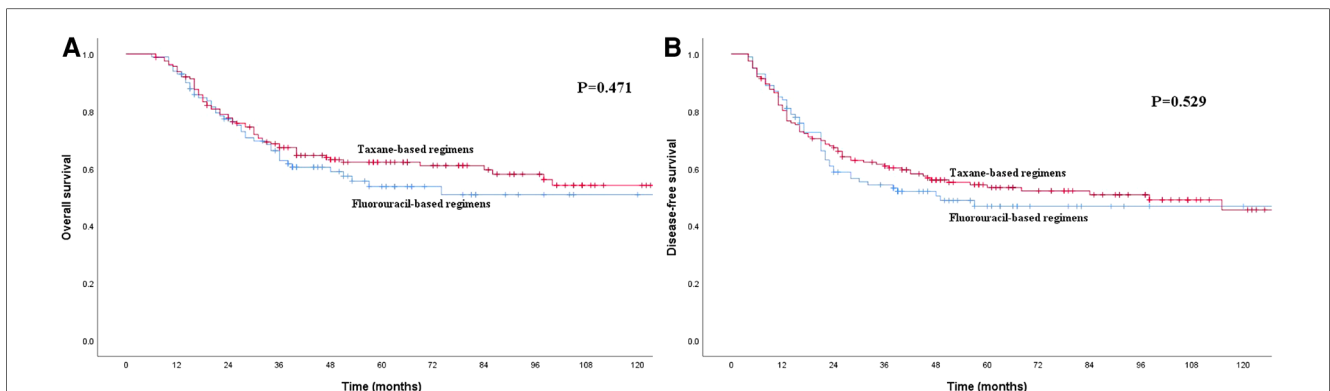 A
P=0.471
Overall survival
1.0
0.8
0.6
0.4
0.2
0.0
Taxane-based regimens
Fluorouracil-based regimens
0 12 24 36 48 60 72 84 96 108 120
Time (months)
B
P=0.529
Disease-free survival
1.0
0.8
0.6
0.4
0.2
0.0
Taxane-based regimens
Fluorouracil-based regimens
0 12 24 36 48 60 72 84 96 108 120
Time (months)